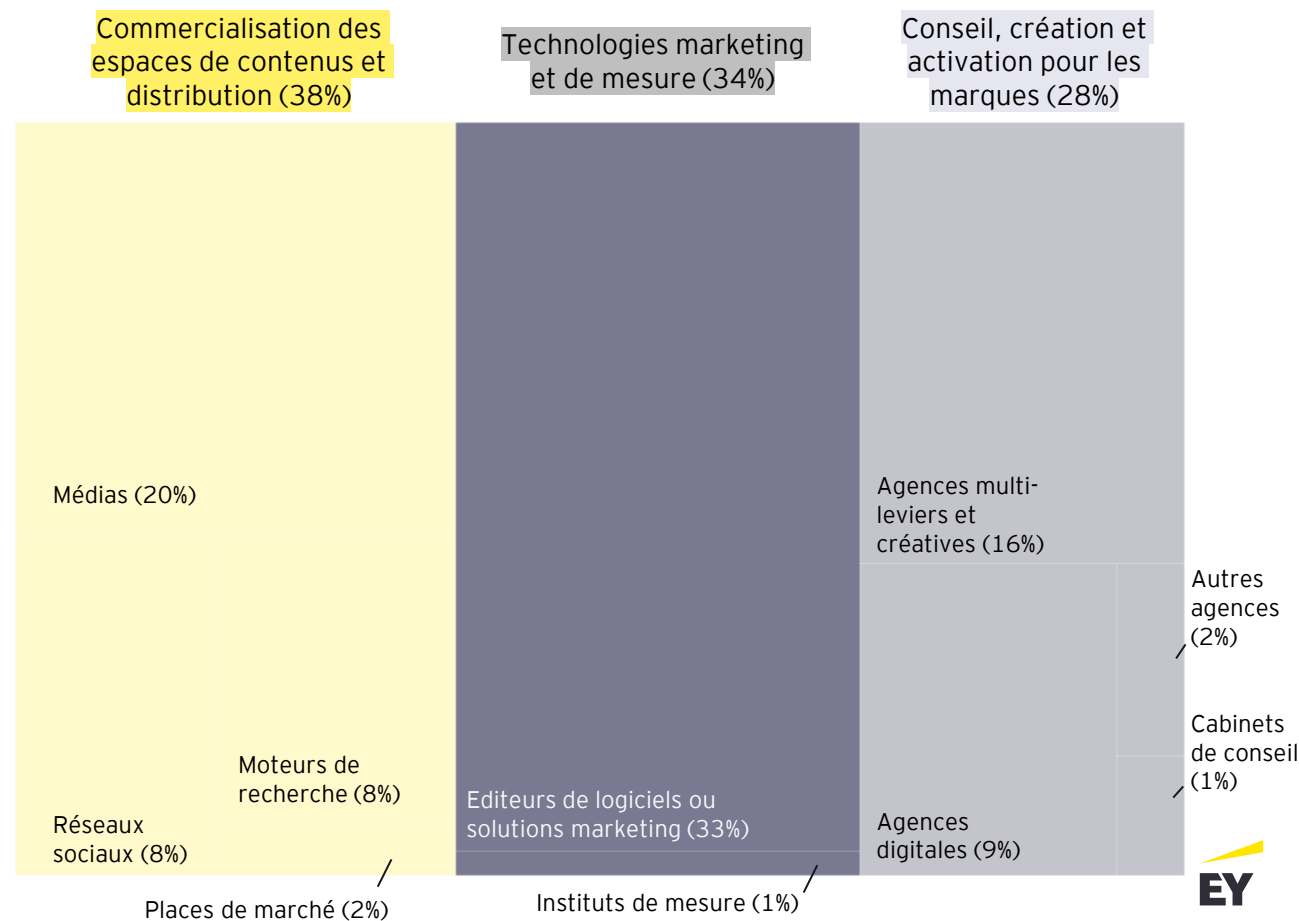 Commercialisation des
espaces de contenus et
distribution (38%)
Technologies marketing
et de mesure (34%)
Conseil, création et
activation pour les
marques (28%)
Médias (20%)
Moteurs de
recherche (8%)
Réseaux
sociaux (8%)
Places de marché (2%)
Editeurs de logiciels ou
solutions marketing (33%)
Instituts de mesure (1%)
Agences multi-
leviers et
créatives (16%)
Agences
digitales (9%)
Autres
agences
(2%)
Cabinets
de conseil
(1%)
EY